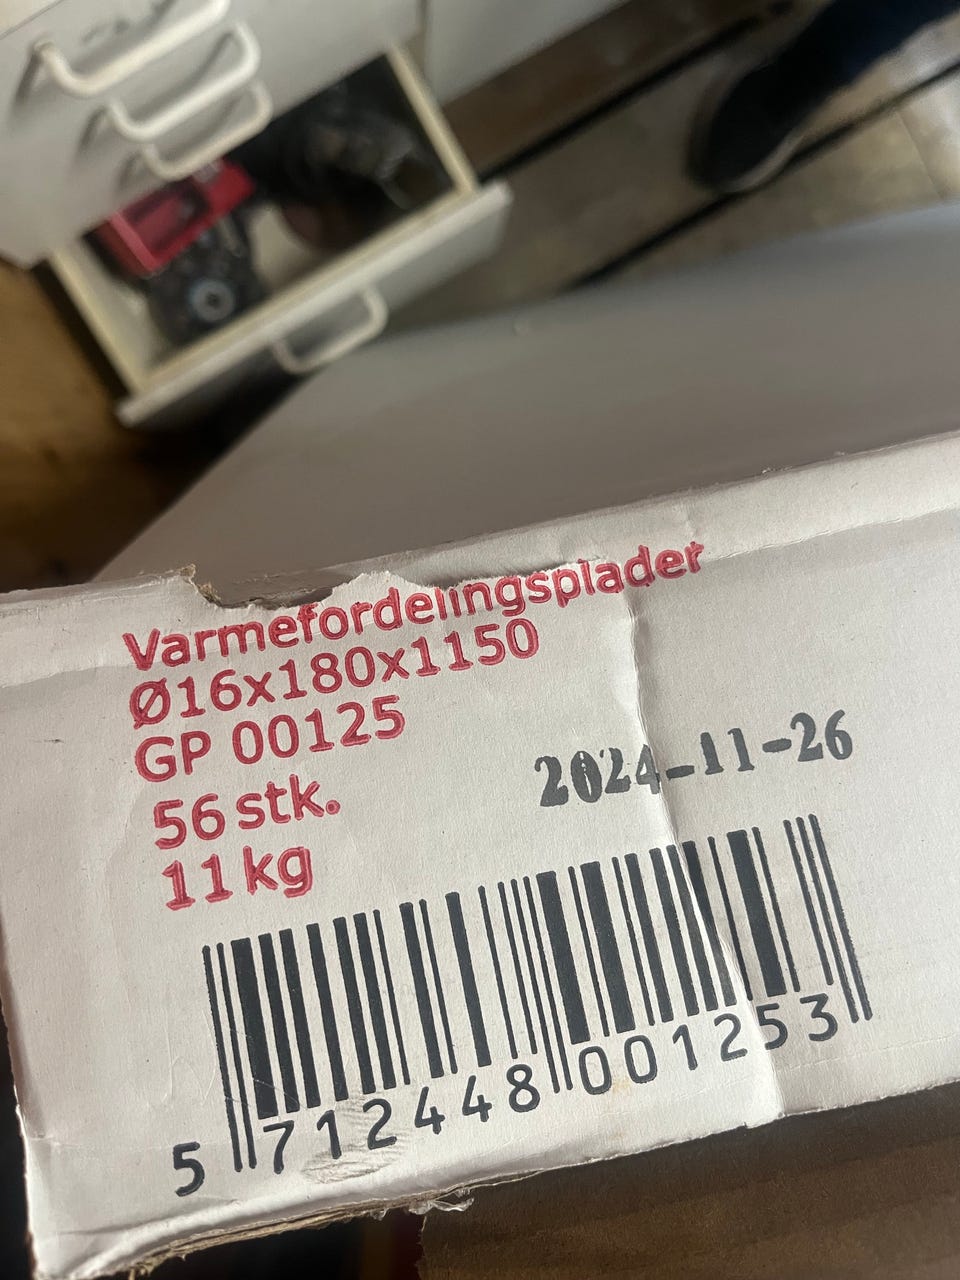 Varmefordelingsplader
Ø16x180x1150
GP 00125
56 stk.
2024-11-26
11 kg
5 712448 001253